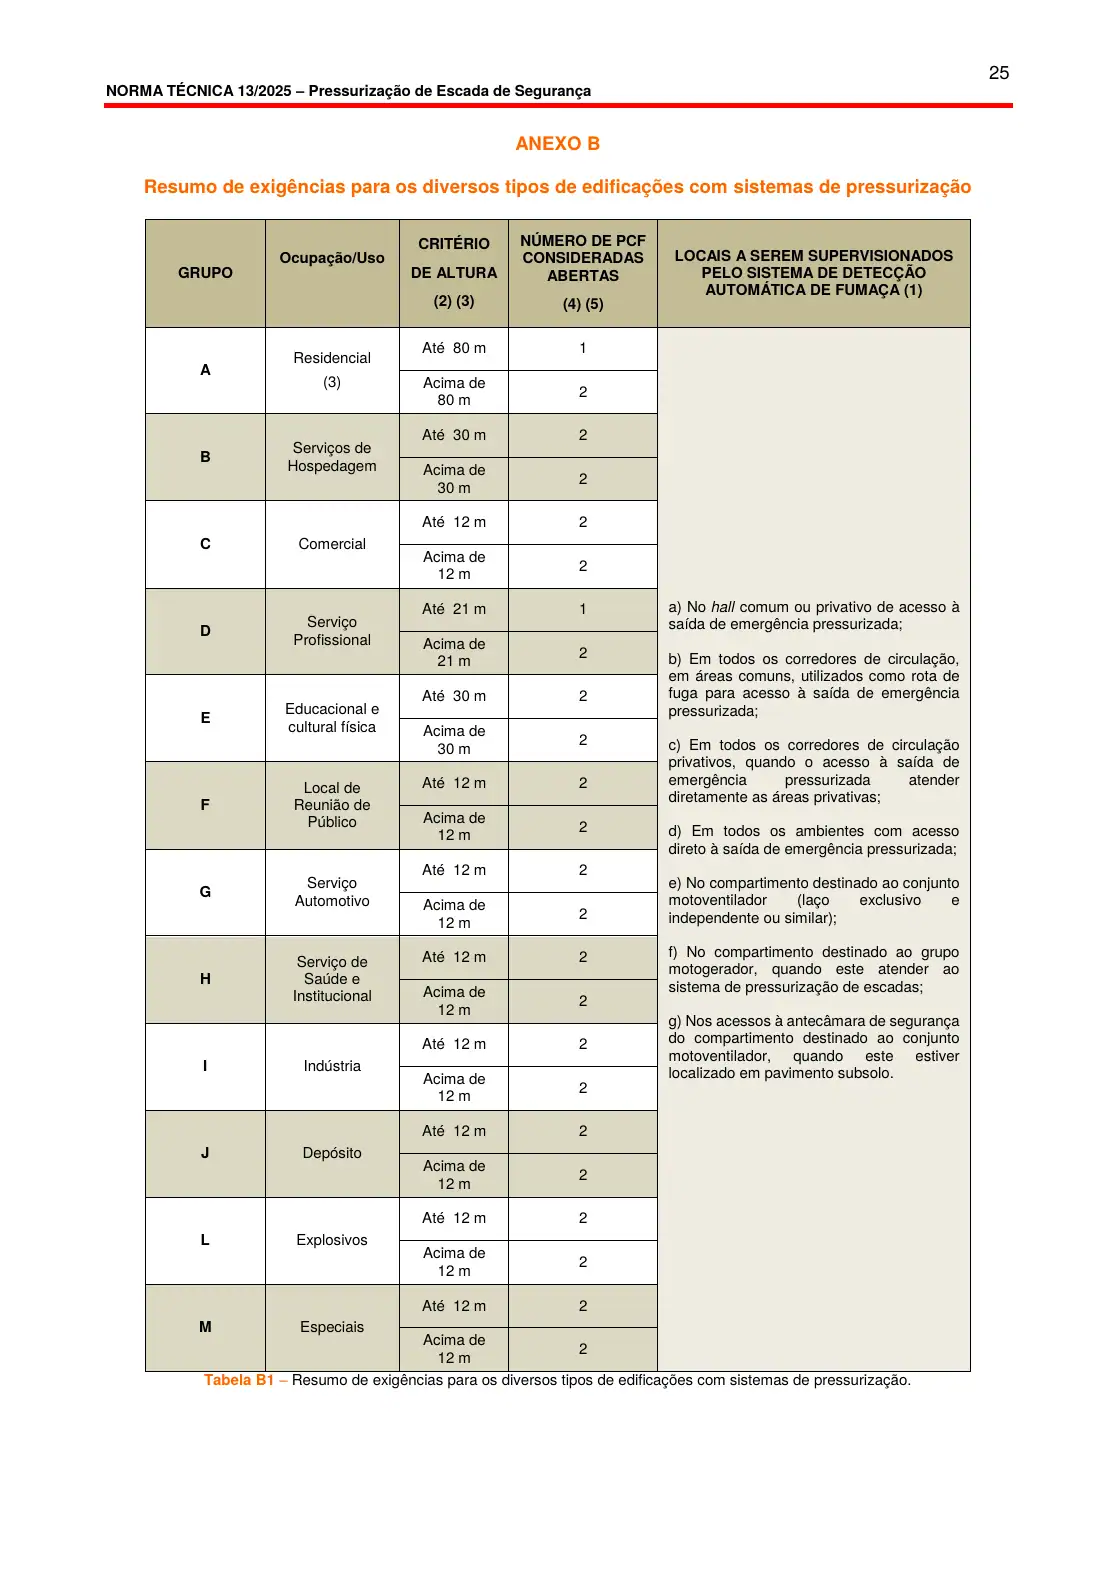 25
NORMA TÉCNICA 13/2025 – Pressurização de Escada de Segurança
ANEXO B
Resumo de exigências para os diversos tipos de edificações com sistemas de pressurização
GRUPO
Ocupação/Uso
CRITÉRIO
DE ALTURA
(2) (3)
NÚMERO DE PCF
CONSIDERADAS
ABERTAS
(4) (5)
LOCAIS A SEREM SUPERVISIONADOS
PELO SISTEMA DE DETECÇÃO
AUTOMÁTICA DE FUMAÇA (1)
A
Residencial
(3)
Até 80 m
1
Acima de
80 m
2
B
Serviços de
Hospedagem
Até 30 m
2
Acima de
30 m
2
C
Comercial
Até 12 m
2
Acima de
12 m
2
D
Serviço
Profissional
Até 21 m
1
Acima de
21 m
2
E
Educacional e
cultural física
Até 30 m
2
Acima de
30 m
2
F
Local de
Reunião de
Público
Até 12 m
2
Acima de
12 m
2
G
Serviço
Automotivo
Até 12 m
2
Acima de
12 m
2
H
Serviço de
Saúde e
Institucional
Até 12 m
2
Acima de
12 m
2
I
Indústria
Até 12 m
2
Acima de
12 m
2
J
Depósito
Até 12 m
2
Acima de
12 m
2
L
Explosivos
Até 12 m
2
Acima de
12 m
2
M
Especiais
Até 12 m
2
Acima de
12 m
2
a) No hall comum ou privativo de acesso à
saída de emergência pressurizada;
b) Em todos os corredores de circulação,
em áreas comuns, utilizados como rota de
fuga para acesso à saída de emergência
pressurizada;
c) Em todos os corredores de circulação
privativos, quando o acesso à saída de
emergência pressurizada atender
diretamente as áreas privativas;
d) Em todos os ambientes com acesso
direto à saída de emergência pressurizada;
e) No compartimento destinado ao conjunto
motoventilador (laço exclusivo e
independente ou similar);
f) No compartimento destinado ao grupo
motogerador, quando este atender ao
sistema de pressurização de escadas;
g) Nos acessos à antecâmara de segurança
do compartimento destinado ao conjunto
motoventilador, quando este estiver
localizado em pavimento subsolo.
Tabela B1 – Resumo de exigências para os diversos tipos de edificações com sistemas de pressurização.